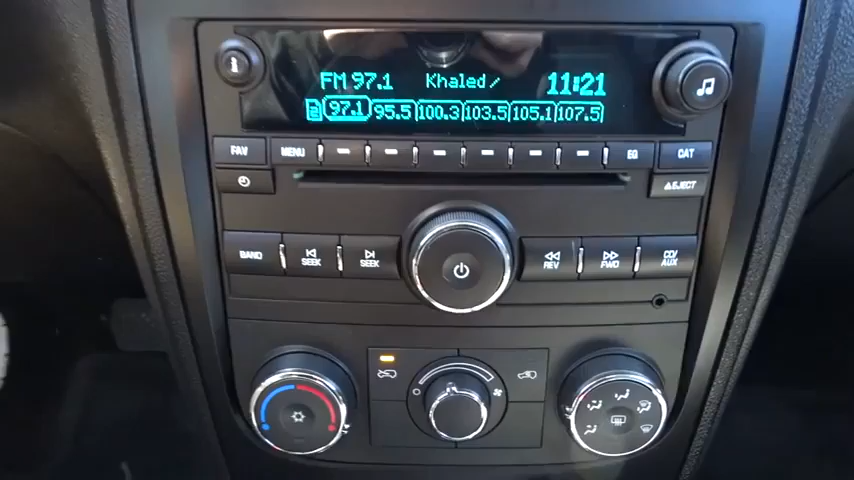 FM 97.1 Khaled 11:21
2 97.1 95.5 100.3 103.5 105.1 107.5
FAV MENU EQ CAT
EJECT
BAND SEEK SEEK REV FWD CD/AUX